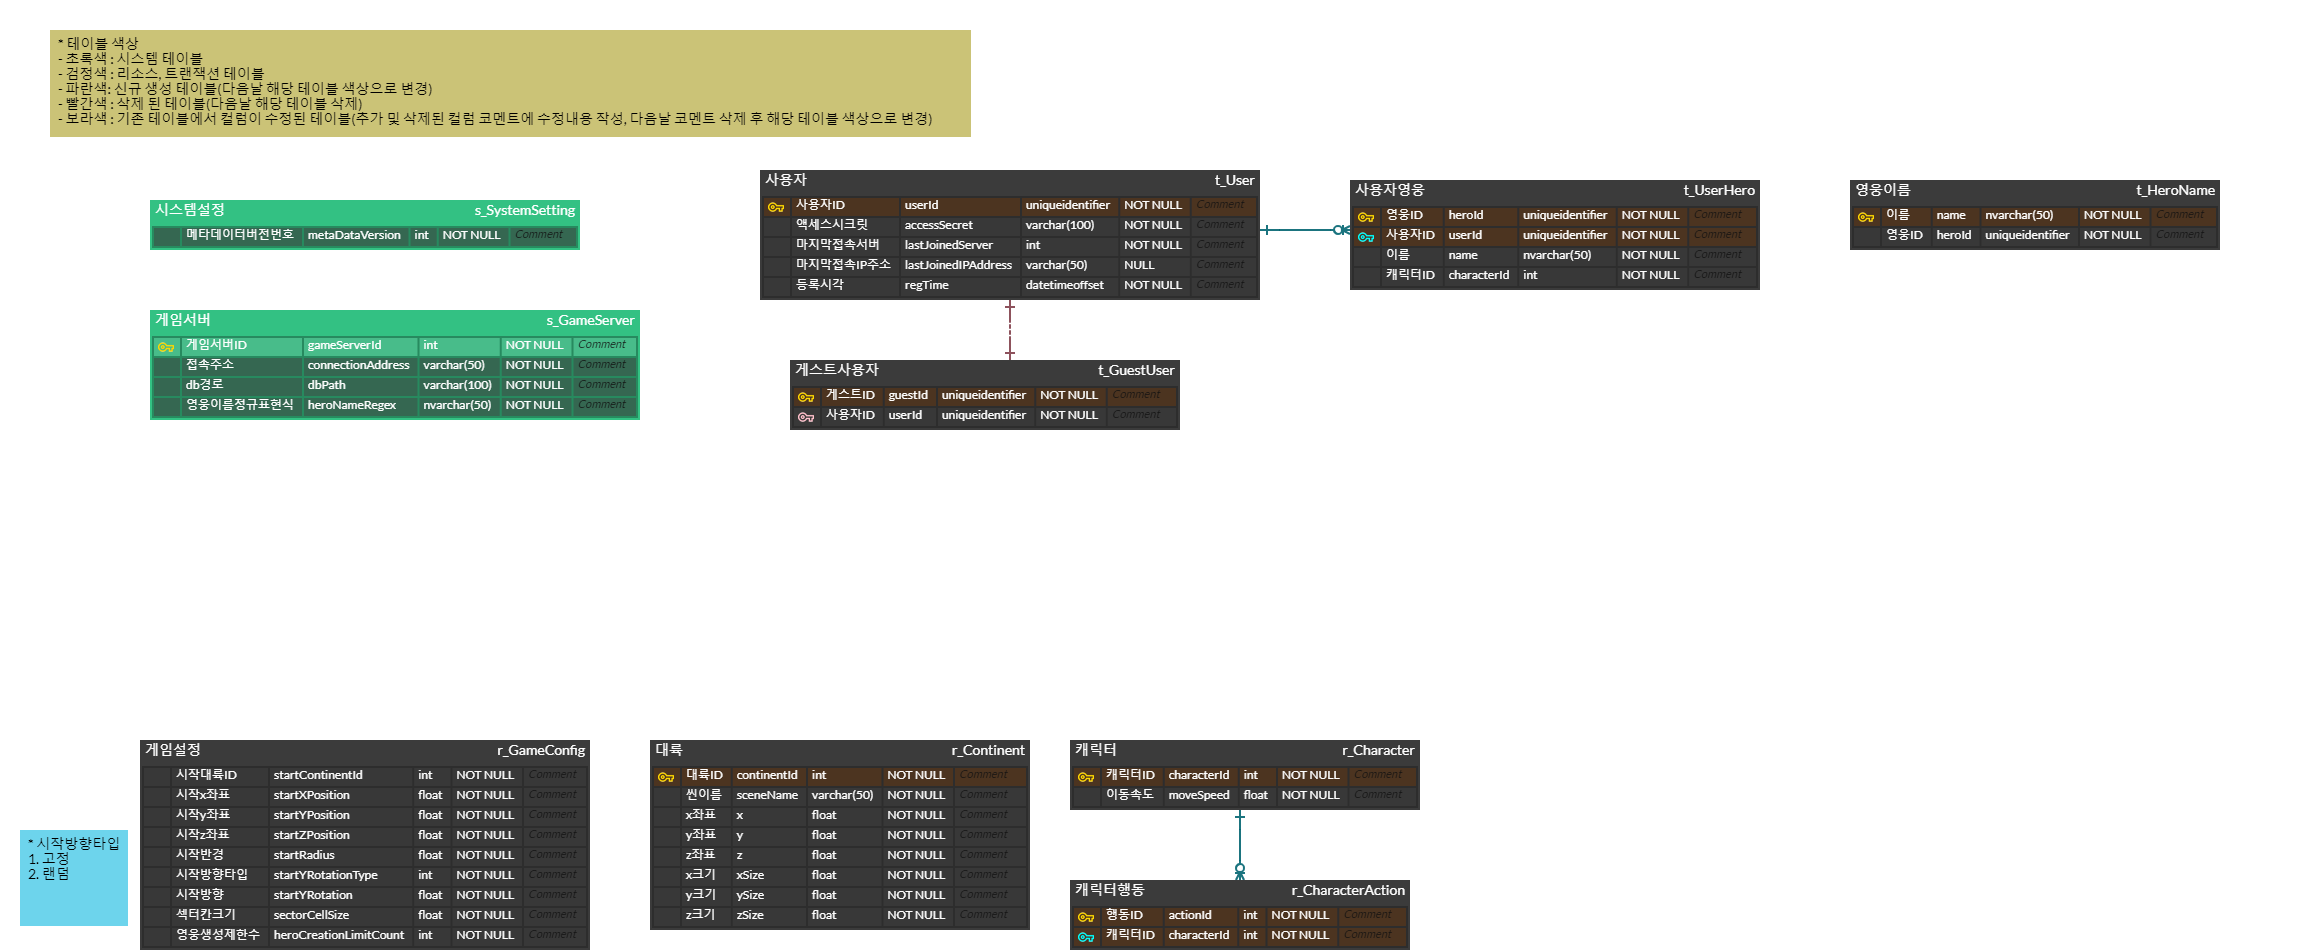 * 테이블 색상
- 초록색 : 시스템 테이블
- 검정색 : 리소스, 트랜잭션 테이블
- 파란색: 신규 생성 테이블(다음날 해당 테이블 색상으로 변경)
- 빨간색 : 삭제 된 테이블(다음날 해당 테이블 삭제)
- 보라색 : 기존 테이블에서 컬럼이 수정된 테이블(추가 및 삭제된 컬럼 코멘트에 수정내용 작성, 다음날 코멘트 삭제 후 해당 테이블 색상으로 변경)
시스템설정 s_SystemSetting
메타데이터버전번호 metaDataVersion int NOT NULL Comment
게임서버 s_GameServer
게임서버ID gameServerId int NOT NULL Comment
접속주소 connectionAddress varchar(50) NOT NULL Comment
db경로 dbPath varchar(100) NOT NULL Comment
영웅이름정규표현식 heroNameRegex nvarchar(50) NOT NULL Comment
사용자 t_User
사용자ID userId uniqueidentifier NOT NULL Comment
액세스시크릿 accessSecret varchar(100) NOT NULL Comment
마지막접속서버 lastJoinedServer int NOT NULL Comment
마지막접속IP주소 lastJoinedIPAddress varchar(50) NULL Comment
등록시각 regTime datetimeoffset NOT NULL Comment
게스트사용자 t_GuestUser
게스트ID guestId uniqueidentifier NOT NULL Comment
사용자ID userId uniqueidentifier NOT NULL Comment
사용자영웅 t_UserHero
영웅ID heroId uniqueidentifier NOT NULL Comment
사용자ID userId uniqueidentifier NOT NULL Comment
이름 name nvarchar(50) NOT NULL Comment
캐릭터ID characterId int NOT NULL Comment
영웅이름 t_HeroName
이름 name nvarchar(50) NOT NULL Comment
영웅ID heroId uniqueidentifier NOT NULL Comment
* 시작방향타입
1. 고정
2. 랜덤
게임설정 r_GameConfig
시작대륙ID startContinentId int NOT NULL Comment
시작x좌표 startXPosition float NOT NULL Comment
시작y좌표 startYPosition float NOT NULL Comment
시작z좌표 startZPosition float NOT NULL Comment
시작반경 startRadius float NOT NULL Comment
시작방향타입 startYRotationType int NOT NULL Comment
시작방향 startYRotation float NOT NULL Comment
섹터칸크기 sectorCellSize float NOT NULL Comment
영웅생성제한수 heroCreationLimitCount int NOT NULL Comment
대륙 r_Continent
대륙ID continentId int NOT NULL Comment
씬이름 sceneName varchar(50) NOT NULL Comment
x좌표 x float NOT NULL Comment
y좌표 y float NOT NULL Comment
z좌표 z float NOT NULL Comment
x크기 xSize float NOT NULL Comment
y크기 ySize float NOT NULL Comment
z크기 zSize float NOT NULL Comment
캐릭터 r_Character
캐릭터ID characterId int NOT NULL Comment
이동속도 moveSpeed float NOT NULL Comment
캐릭터행동 r_CharacterAction
행동ID actionId int NOT NULL Comment
캐릭터ID characterId int NOT NULL Comment